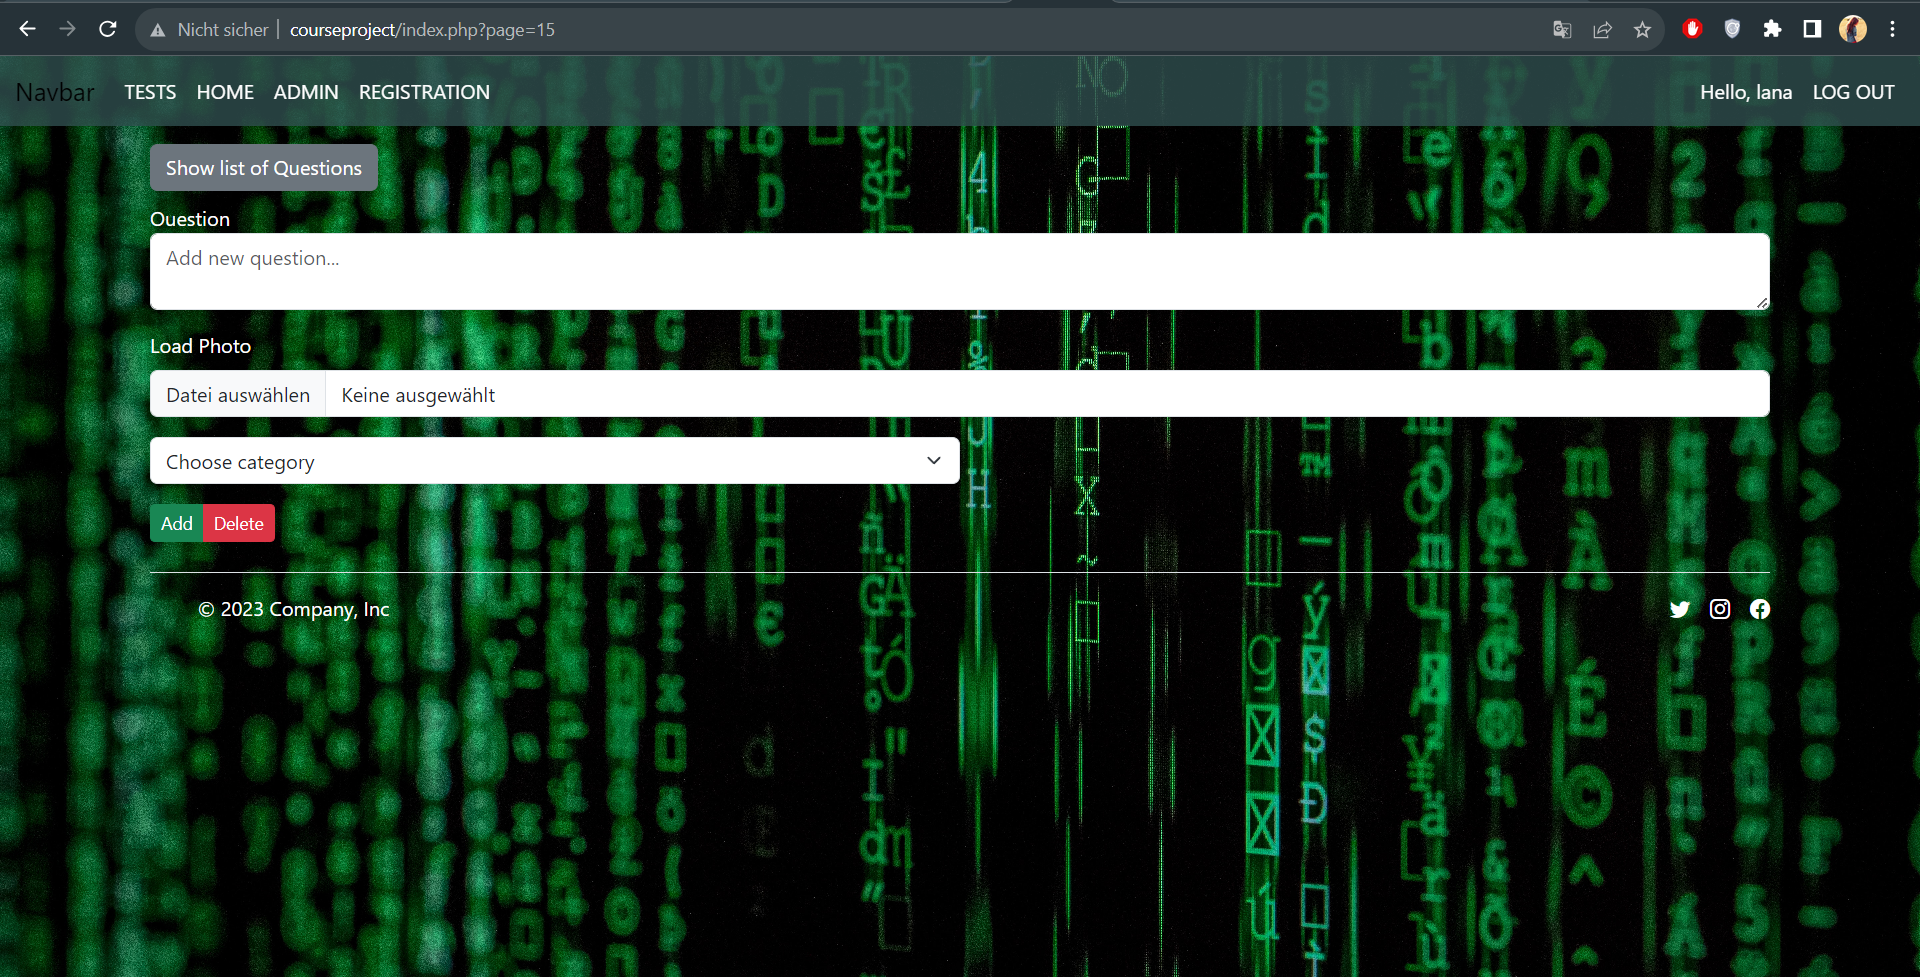 Nicht sicher courseproject/index.php?page=15
Navbar TESTS HOME ADMIN REGISTRATION Hello, lana LOG OUT
Show list of Questions
Question
Add new question...
Load Photo
Datei auswählen Keine ausgewählt
Choose category
Add Delete
© 2023 Company, Inc